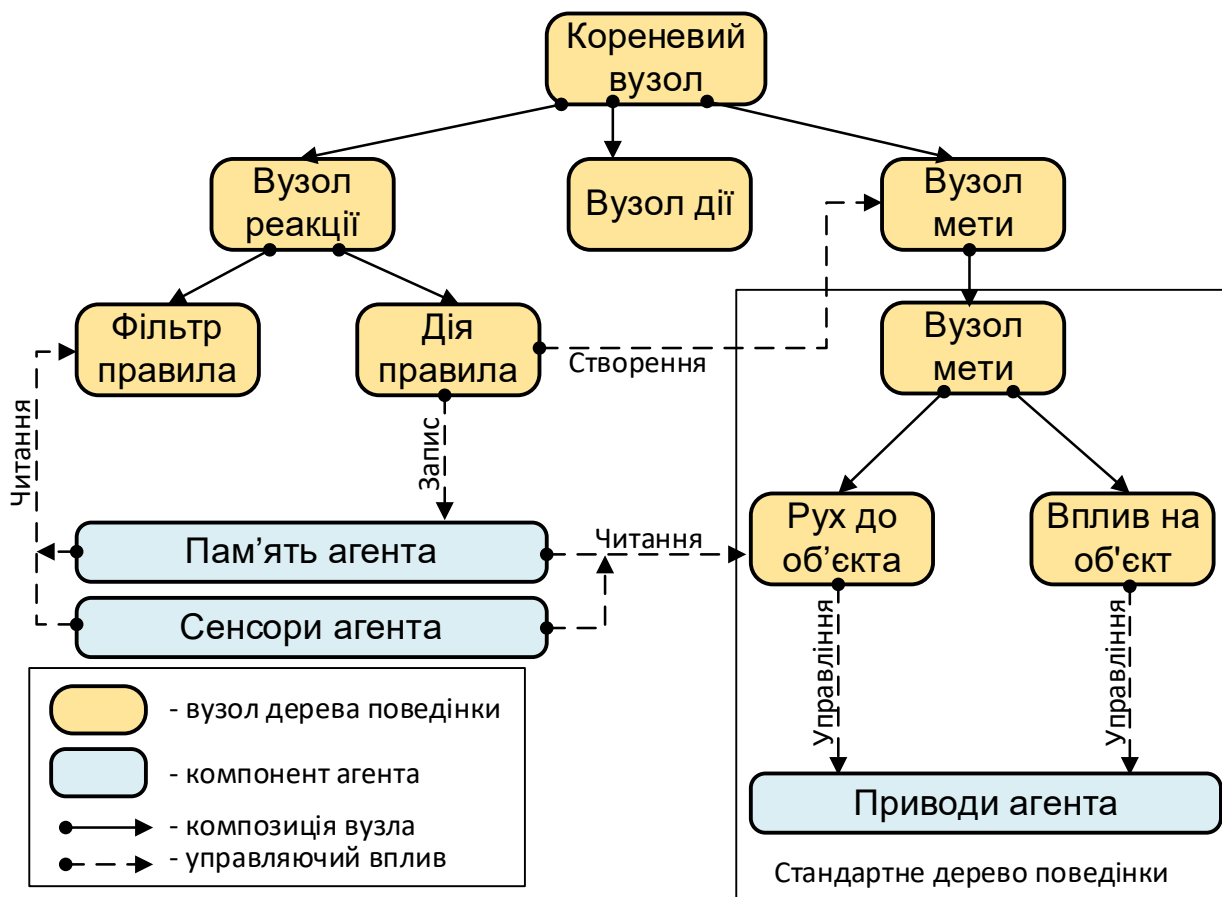 Кореневий
вузол
Вузол
реакції
Вузол дії
Вузол
мети
Фільтр
правила
Дія
правила
Створення
Вузол
мети
Читання
Запис
Пам’ять агента
Читання
Рух до
об’єкта
Вплив на
об'єкт
Сенсори агента
Управління
Управління
- вузол дерева поведінки
- компонент агента
- композиція вузла
- управляючий вплив
Приводи агента
Стандартне дерево поведінки